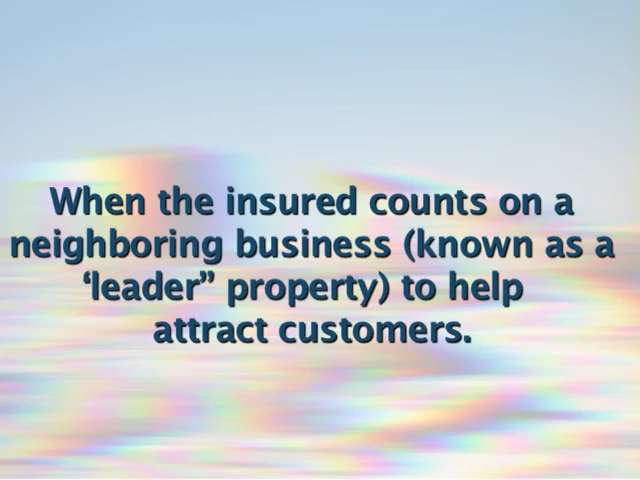 When the insured counts on a
neighboring business (known as a
‘leader” property) to help
attract customers.